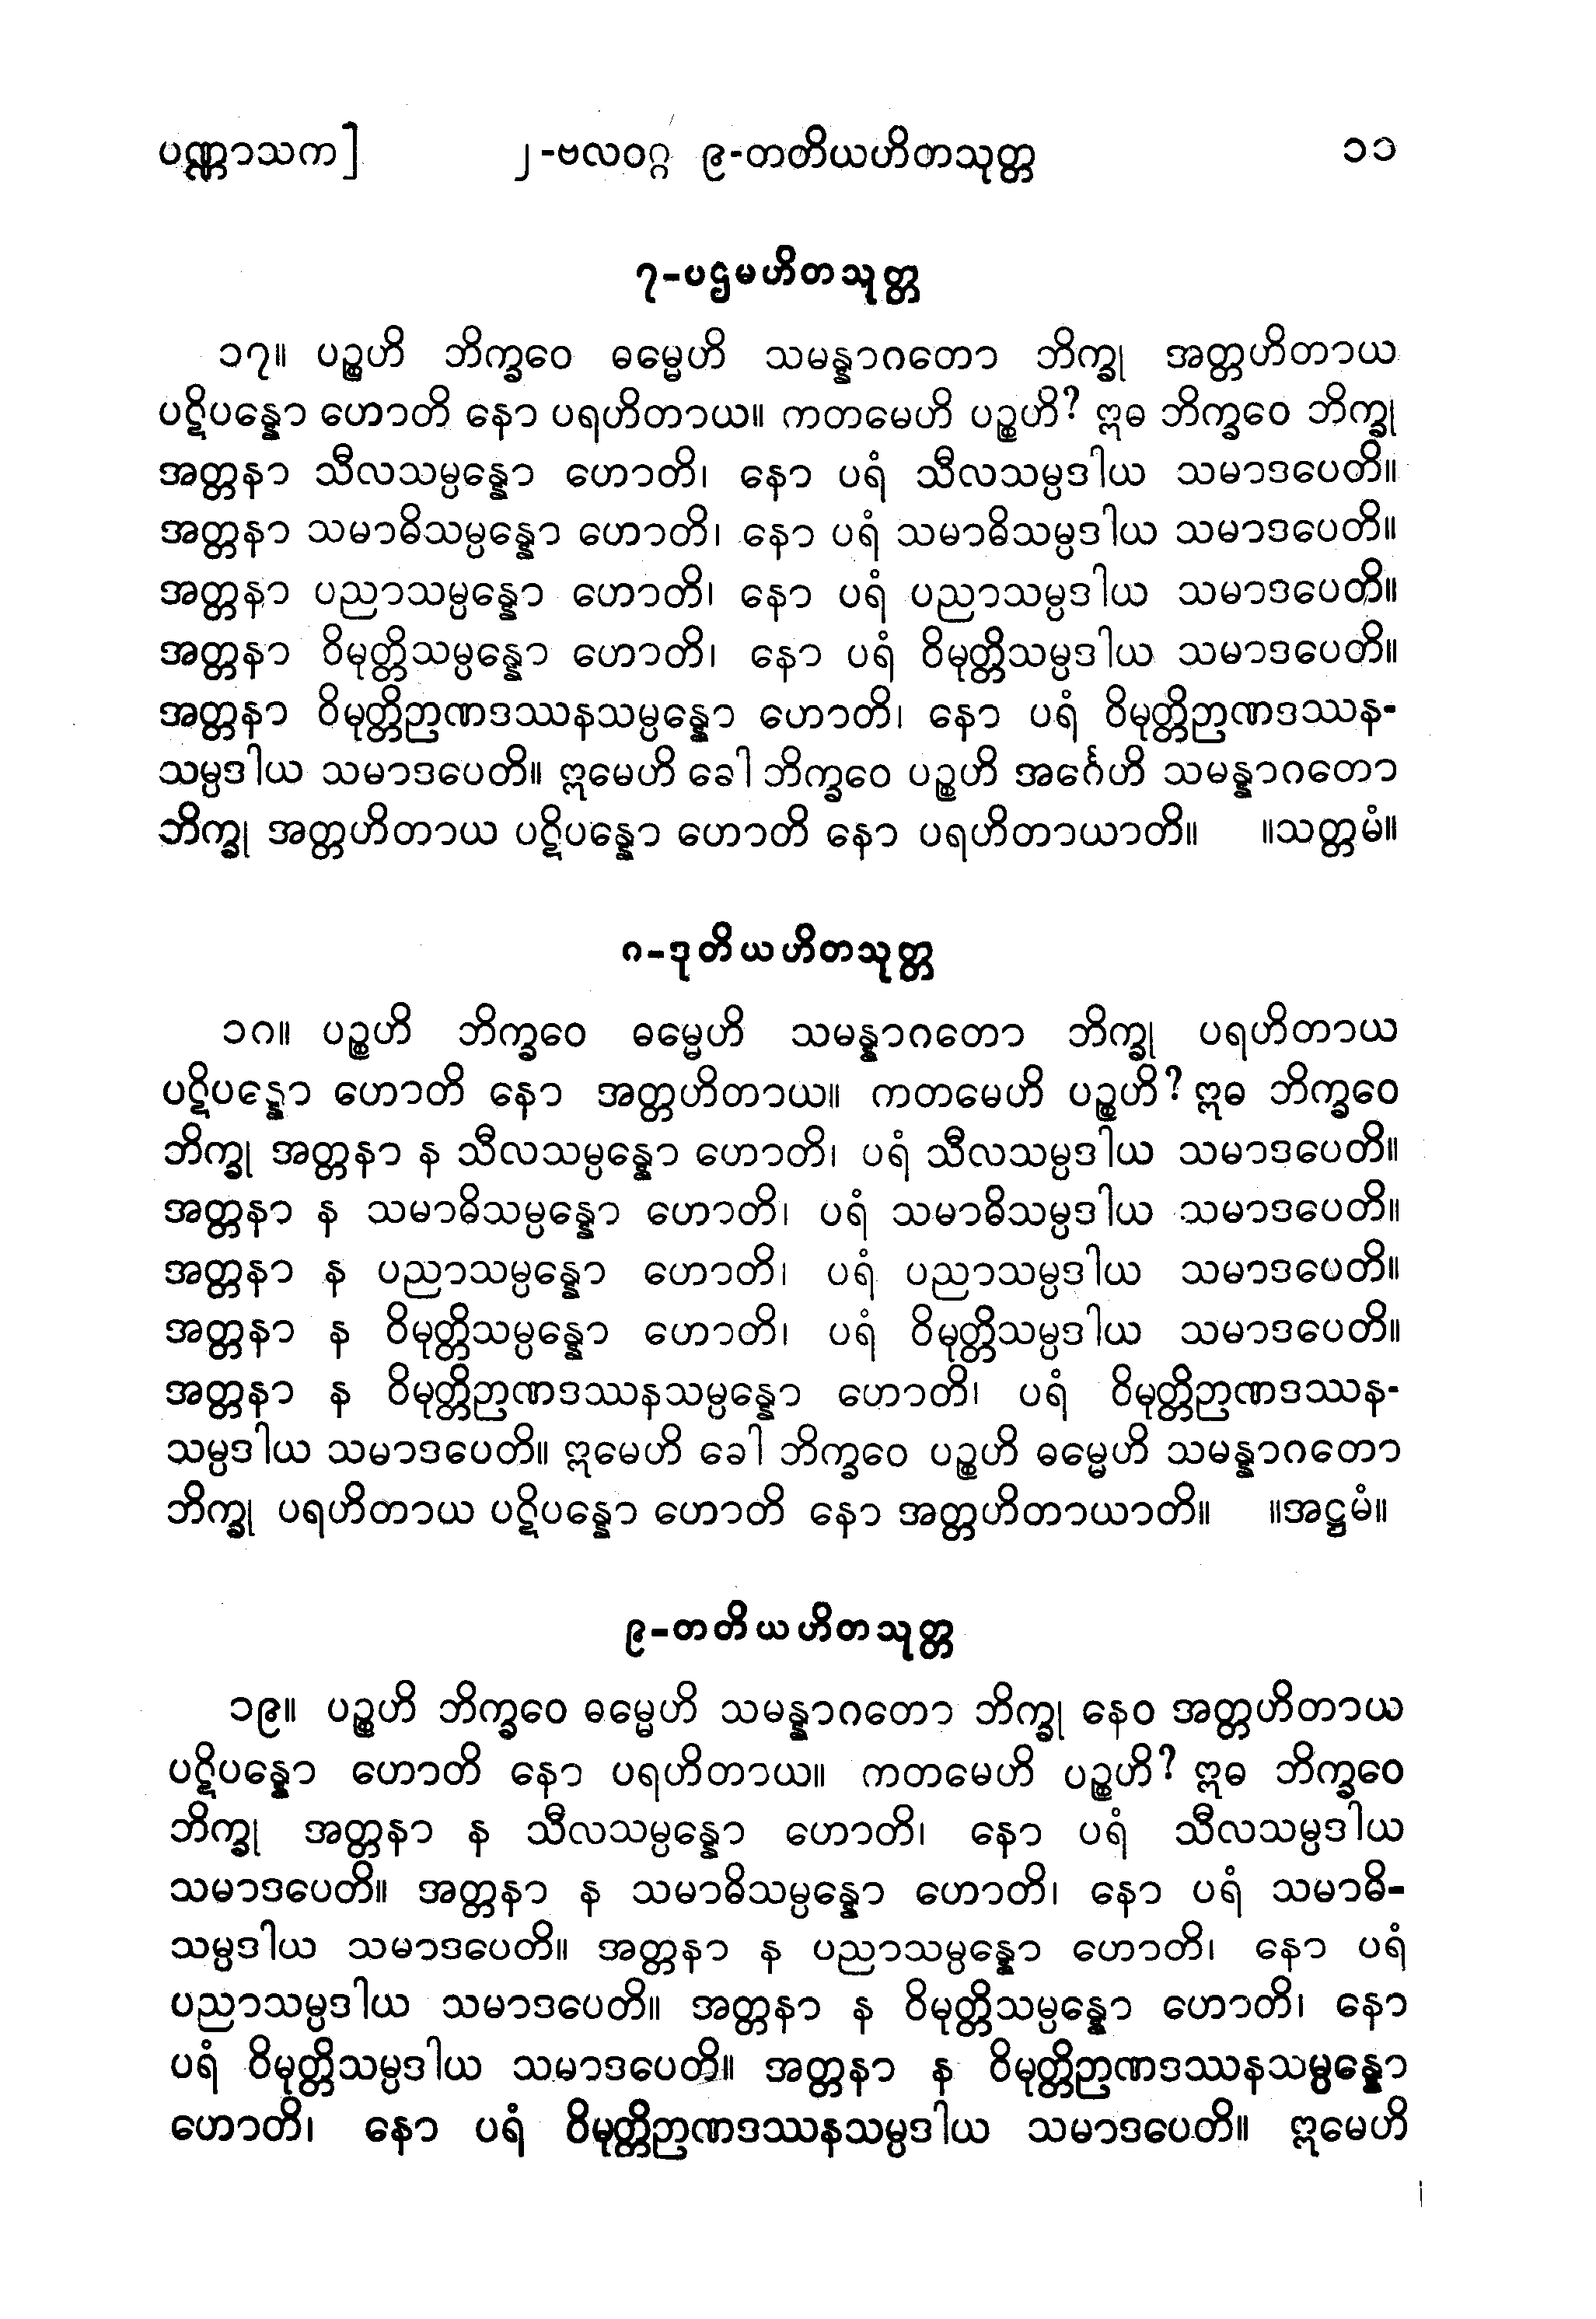 ပဏ္ဏာသက] ၂-ဗလဝဂ္ဂ ၉-တတိယဟိတသုတ္တ ၁၁
၇-ပဌမဟိတသုတ္တ
၁၇။ ပဉ္စဟိ ဘိက္ခဝေ ဓမ္မေဟိ သမန္နာဂတော ဘိက္ခု အတ္တဟိတာယ
ပဋိပန္နော ဟောတိ နော ပရဟိတာယ။ ကတမေဟိ ပဉ္စဟိ? ဣဓ ဘိက္ခဝေ ဘိက္ခု
အတ္တနာ သီလသမ္ပန္နော ဟောတိ၊ နော ပရံ သီလသမ္ပဒါယ သမာဒပေတိ။
အတ္တနာ သမာဓိသမ္ပန္နော ဟောတိ၊ နော ပရံ သမာဓိသမ္ပဒါယ သမာဒပေတိ။
အတ္တနာ ပညာသမ္ပန္နော ဟောတိ၊ နော ပရံ ပညာသမ္ပဒါယ သမာဒပေတိ။
အတ္တနာ ဝိမုတ္တိသမ္ပန္နော ဟောတိ၊ နော ပရံ ဝိမုတ္တိသမ္ပဒါယ သမာဒပေတိ။
အတ္တနာ ဝိမုတ္တိဉာဏဒဿနသမ္ပန္နော ဟောတိ၊ နော ပရံ ဝိမုတ္တိဉာဏဒဿန-
သမ္ပဒါယ သမာဒပေတိ။ ဣမေဟိ ခေါ ဘိက္ခဝေ ပဉ္စဟိ အင်္ဂေဟိ သမန္နာဂတော
ဘိက္ခု အတ္တဟိတာယ ပဋိပန္နော ဟောတိ နော ပရဟိတာယာတိ။ ။သတ္တမံ။
၈-ဒုတိယဟိတသုတ္တ
၁၈။ ပဉ္စဟိ ဘိက္ခဝေ ဓမ္မေဟိ သမန္နာဂတော ဘိက္ခု ပရဟိတာယ
ပဋိပန္နော ဟောတိ နော အတ္တဟိတာယ။ ကတမေဟိ ပဉ္စဟိ? ဣဓ ဘိက္ခဝေ
ဘိက္ခု အတ္တနာ န သီလသမ္ပန္နော ဟောတိ၊ ပရံ သီလသမ္ပဒါယ သမာဒပေတိ။
အတ္တနာ န သမာဓိသမ္ပန္နော ဟောတိ၊ ပရံ သမာဓိသမ္ပဒါယ သမာဒပေတိ။
အတ္တနာ န ပညာသမ္ပန္နော ဟောတိ၊ ပရံ ပညာသမ္ပဒါယ သမာဒပေတိ။
အတ္တနာ န ဝိမုတ္တိသမ္ပန္နော ဟောတိ၊ ပရံ ဝိမုတ္တိသမ္ပဒါယ သမာဒပေတိ။
အတ္တနာ န ဝိမုတ္တိဉာဏဒဿနသမ္ပန္နော ဟောတိ၊ ပရံ ဝိမုတ္တိဉာဏဒဿန-
သမ္ပဒါယ သမာဒပေတိ။ ဣမေဟိ ခေါ ဘိက္ခဝေ ပဉ္စဟိ ဓမ္မေဟိ သမန္နာဂတော
ဘိက္ခု ပရဟိတာယ ပဋိပန္နော ဟောတိ နော အတ္တဟိတာယာတိ။ ။အဋ္ဌမံ။
၉-တတိယဟိတသုတ္တ
၁၉။ ပဉ္စဟိ ဘိက္ခဝေ ဓမ္မေဟိ သမန္နာဂတော ဘိက္ခု နေဝ အတ္တဟိတာယ
ပဋိပန္နော ဟောတိ နော ပရဟိတာယ။ ကတမေဟိ ပဉ္စဟိ? ဣဓ ဘိက္ခဝေ
ဘိက္ခု အတ္တနာ န သီလသမ္ပန္နော ဟောတိ၊ နော ပရံ သီလသမ္ပဒါယ
သမာဒပေတိ။ အတ္တနာ န သမာဓိသမ္ပန္နော ဟောတိ၊ နော ပရံ သမာဓိ-
သမ္ပဒါယ သမာဒပေတိ။ အတ္တနာ န ပညာသမ္ပန္နော ဟောတိ၊ နော ပရံ
ပညာသမ္ပဒါယ သမာဒပေတိ။ အတ္တနာ န ဝိမုတ္တိသမ္ပန္နော ဟောတိ၊ နော
ပရံ ဝိမုတ္တိသမ္ပဒါယ သမာဒပေတိ။ အတ္တနာ န ဝိမုတ္တိဉာဏဒဿနသမ္ပန္နော
ဟောတိ၊ နော ပရံ ဝိမုတ္တိဉာဏဒဿနသမ္ပဒါယ သမာဒပေတိ။ ဣမေဟိ